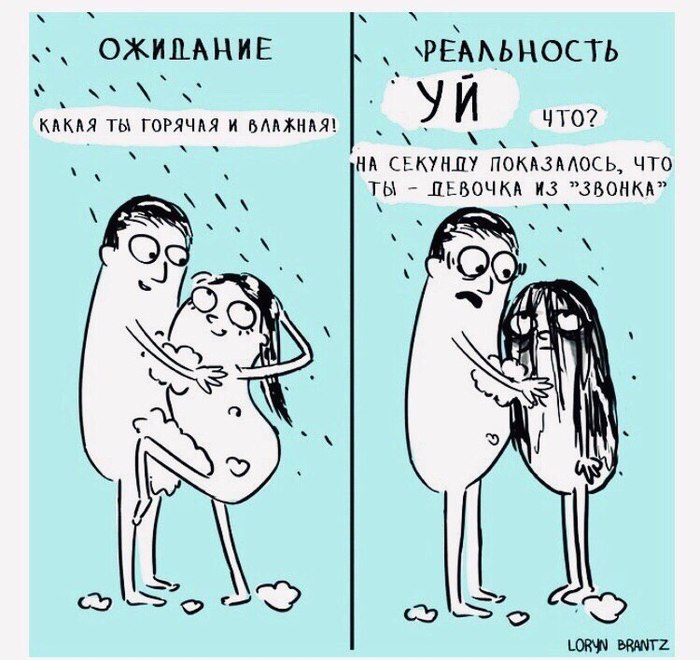 ОЖИДАНИЕ
КАКАЯ ТЫ ГОРЯЧАЯ И ВЛАЖНАЯ!
РЕАЛЬНОСТЬ
УЙ
ЧТО?
НА СЕКУНДУ ПОКАЗАЛОСЬ, ЧТО
ТЫ - ДЕВОЧКА ИЗ "ЗВОНКА"
LORYN BRANTZ